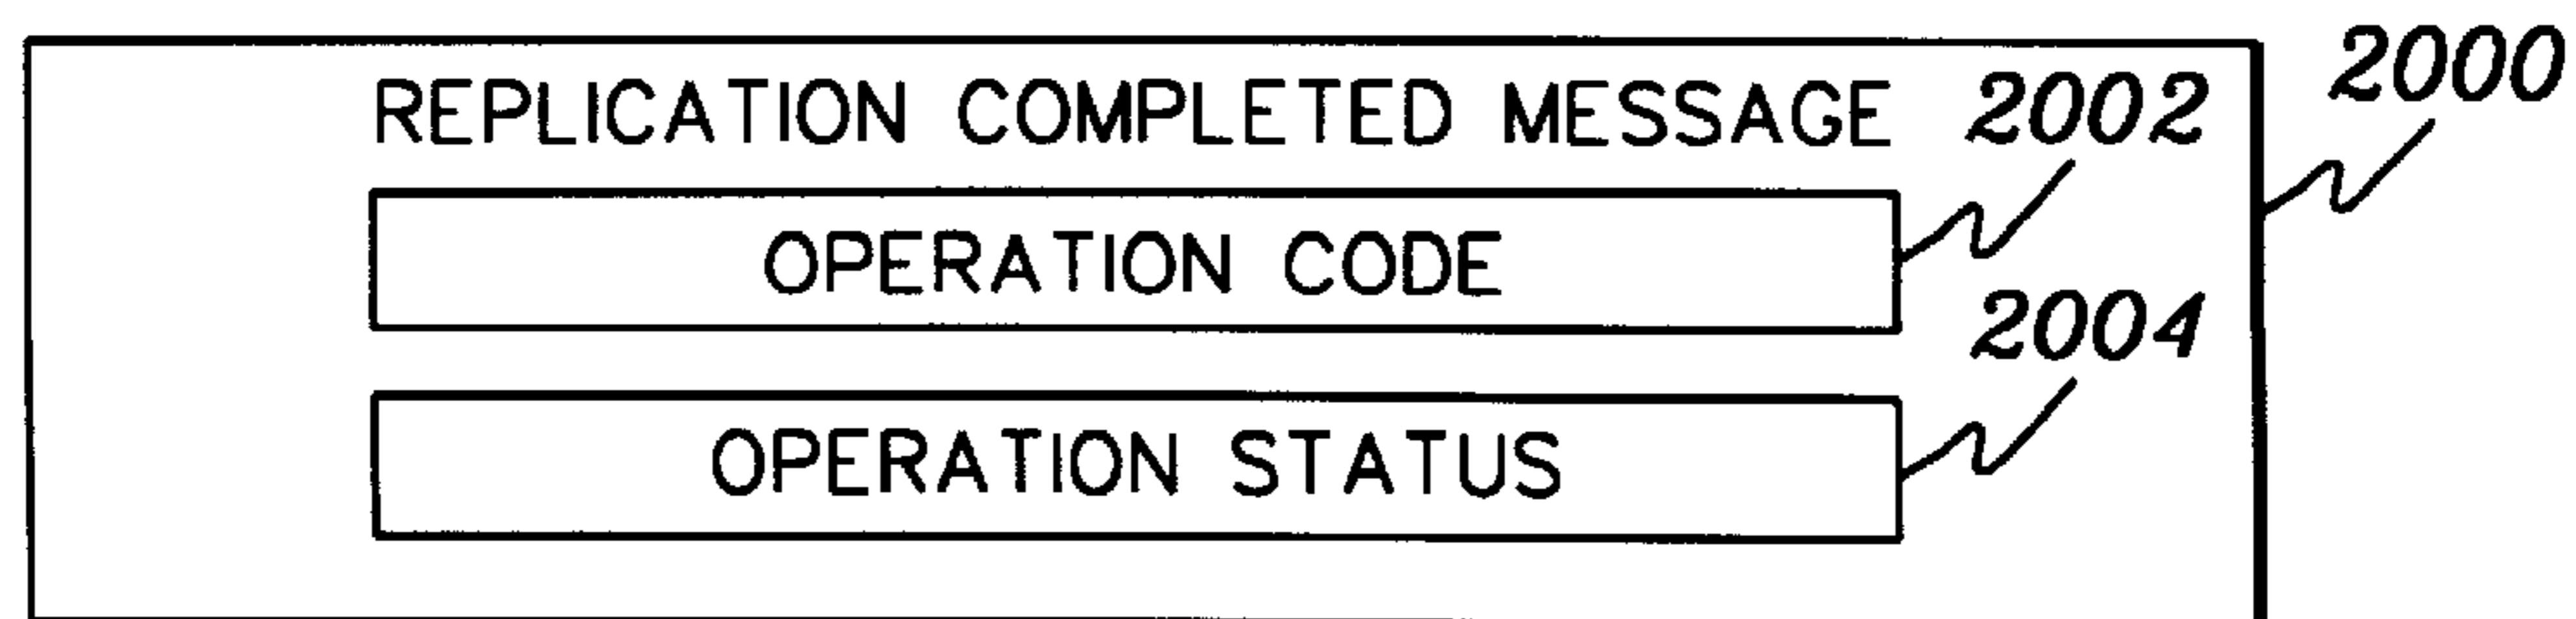 2000
REPLICATION COMPLETED MESSAGE 2002
OPERATION CODE
2004
OPERATION STATUS